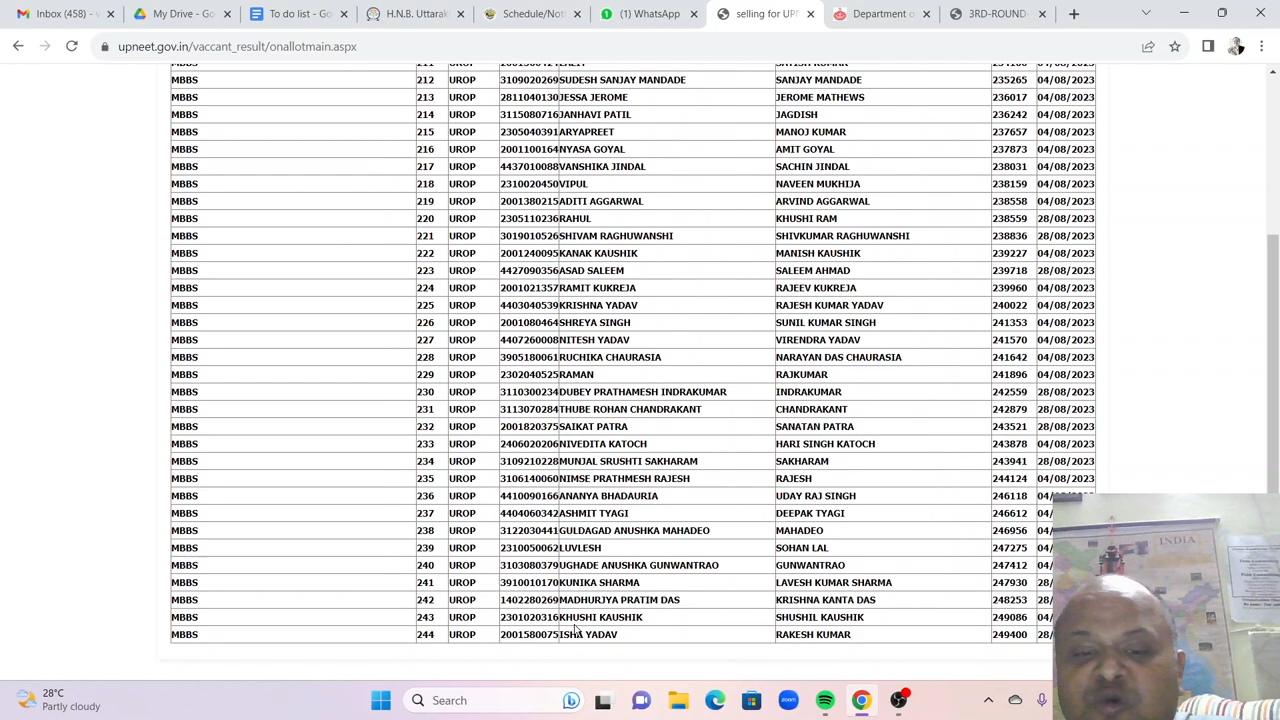 Inbox (458) - v
My Drive - Go
To do list - Go
H.N.B. Uttarak
Schedule/Noti
(1) WhatsApp
selling for UPN
Department o
3RD-ROUND-
upneet.gov.in/vaccant_result/onallotmain.aspx
MBBS 212 UROP 3109020269 SUDESH SANJAY MANDADE SANJAY MANDADE 235265 04/08/2023
MBBS 213 UROP 2811040130 JESSA JEROME JEROME MATHEWS 236017 04/08/2023
MBBS 214 UROP 3115080716 JANHAVI PATIL JAGDISH 236242 04/08/2023
MBBS 215 UROP 2305040391 ARYAPREET MANOJ KUMAR 237657 04/08/2023
MBBS 216 UROP 2001100164 NYASA GOYAL AMIT GOYAL 237873 04/08/2023
MBBS 217 UROP 4437010088 VANSHIKA JINDAL SACHIN JINDAL 238031 04/08/2023
MBBS 218 UROP 2310020450 VIPUL NAVEEN MUKHIJA 238159 04/08/2023
MBBS 219 UROP 2001380215 ADITI AGGARWAL ARVIND AGGARWAL 238558 04/08/2023
MBBS 220 UROP 2305110236 RAHUL KHUSHI RAM 238559 28/08/2023
MBBS 221 UROP 3019010526 SHIVAM RAGHUWANSHI SHIVKUMAR RAGHUWANSHI 238836 28/08/2023
MBBS 222 UROP 2001240095 KANAK KAUSHIK MANISH KAUSHIK 239227 04/08/2023
MBBS 223 UROP 4427090356 ASAD SALEEM SALEEM AHMAD 239718 28/08/2023
MBBS 224 UROP 2001021357 RAMIT KUKREJA RAJEEV KUKREJA 239960 04/08/2023
MBBS 225 UROP 4403040539 KRISHNA YADAV RAJESH KUMAR YADAV 240022 04/08/2023
MBBS 226 UROP 2001080464 SHREYA SINGH SUNIL KUMAR SINGH 241353 04/08/2023
MBBS 227 UROP 4407260008 NITESH YADAV VIRENDRA YADAV 241570 04/08/2023
MBBS 228 UROP 3905180061 RUCHIKA CHAURASIA NARAYAN DAS CHAURASIA 241642 04/08/2023
MBBS 229 UROP 2302040525 RAMAN RAJKUMAR 241896 04/08/2023
MBBS 230 UROP 3110300234 DUBEY PRATHAMESH INDRAKUMAR INDRAKUMAR 242559 28/08/2023
MBBS 231 UROP 3113070284 THUBE ROHAN CHANDRAKANT CHANDRAKANT 242879 28/08/2023
MBBS 232 UROP 2001820375 SAIKAT PATRA SANATAN PATRA 243521 28/08/2023
MBBS 233 UROP 2406020206 NIVEDITA KATOCH HARI SINGH KATOCH 243878 04/08/2023
MBBS 234 UROP 3109210228 MUNJAL SRUSHTI SAKHARAM SAKHARAM 243941 28/08/2023
MBBS 235 UROP 3106140060 NIMSE PRATHMESH RAJESH RAJESH 244124 04/08/2023
MBBS 236 UROP 4410090166 ANANYA BHADAURIA UDAY RAJ SINGH 246118
MBBS 237 UROP 4404060342 ASHMIT TYAGI DEEPAK TYAGI 246612
MBBS 238 UROP 3122030441 GULDAGAD ANUSHKA MAHADEO MAHADEO 246956
MBBS 239 UROP 2310050062 LUVLESH SOHAN LAL 247275
MBBS 240 UROP 3103080379 UGHADE ANUSHKA GUNWANTRAO GUNWANTRAO 247412
MBBS 241 UROP 3910010170 KUNIKA SHARMA LAVESH KUMAR SHARMA 247930
MBBS 242 UROP 1402280269 MADHURJYA PRATIM DAS KRISHNA KANTA DAS 248253
MBBS 243 UROP 2301020316 KHUSHI KAUSHIK SHUSHIL KAUSHIK 249086
MBBS 244 UROP 2001580075 ISHA YADAV RAKESH KUMAR 249400
INDIA
28°C
Partly cloudy
Search
zoom